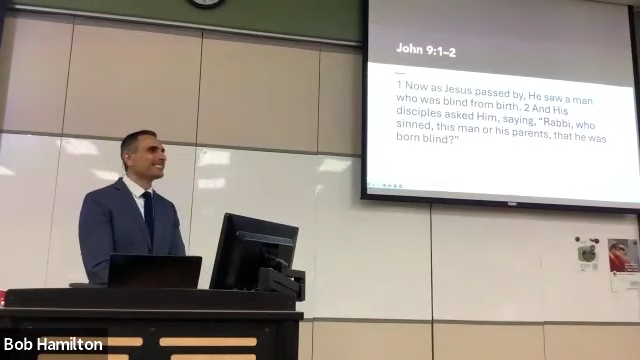 John 9:1–2
1 Now as Jesus passed by, He saw a man
who was blind from birth. 2 And His
disciples asked Him, saying, “Rabbi, who
sinned, this man or his parents, that he was
born blind?”
Bob Hamilton